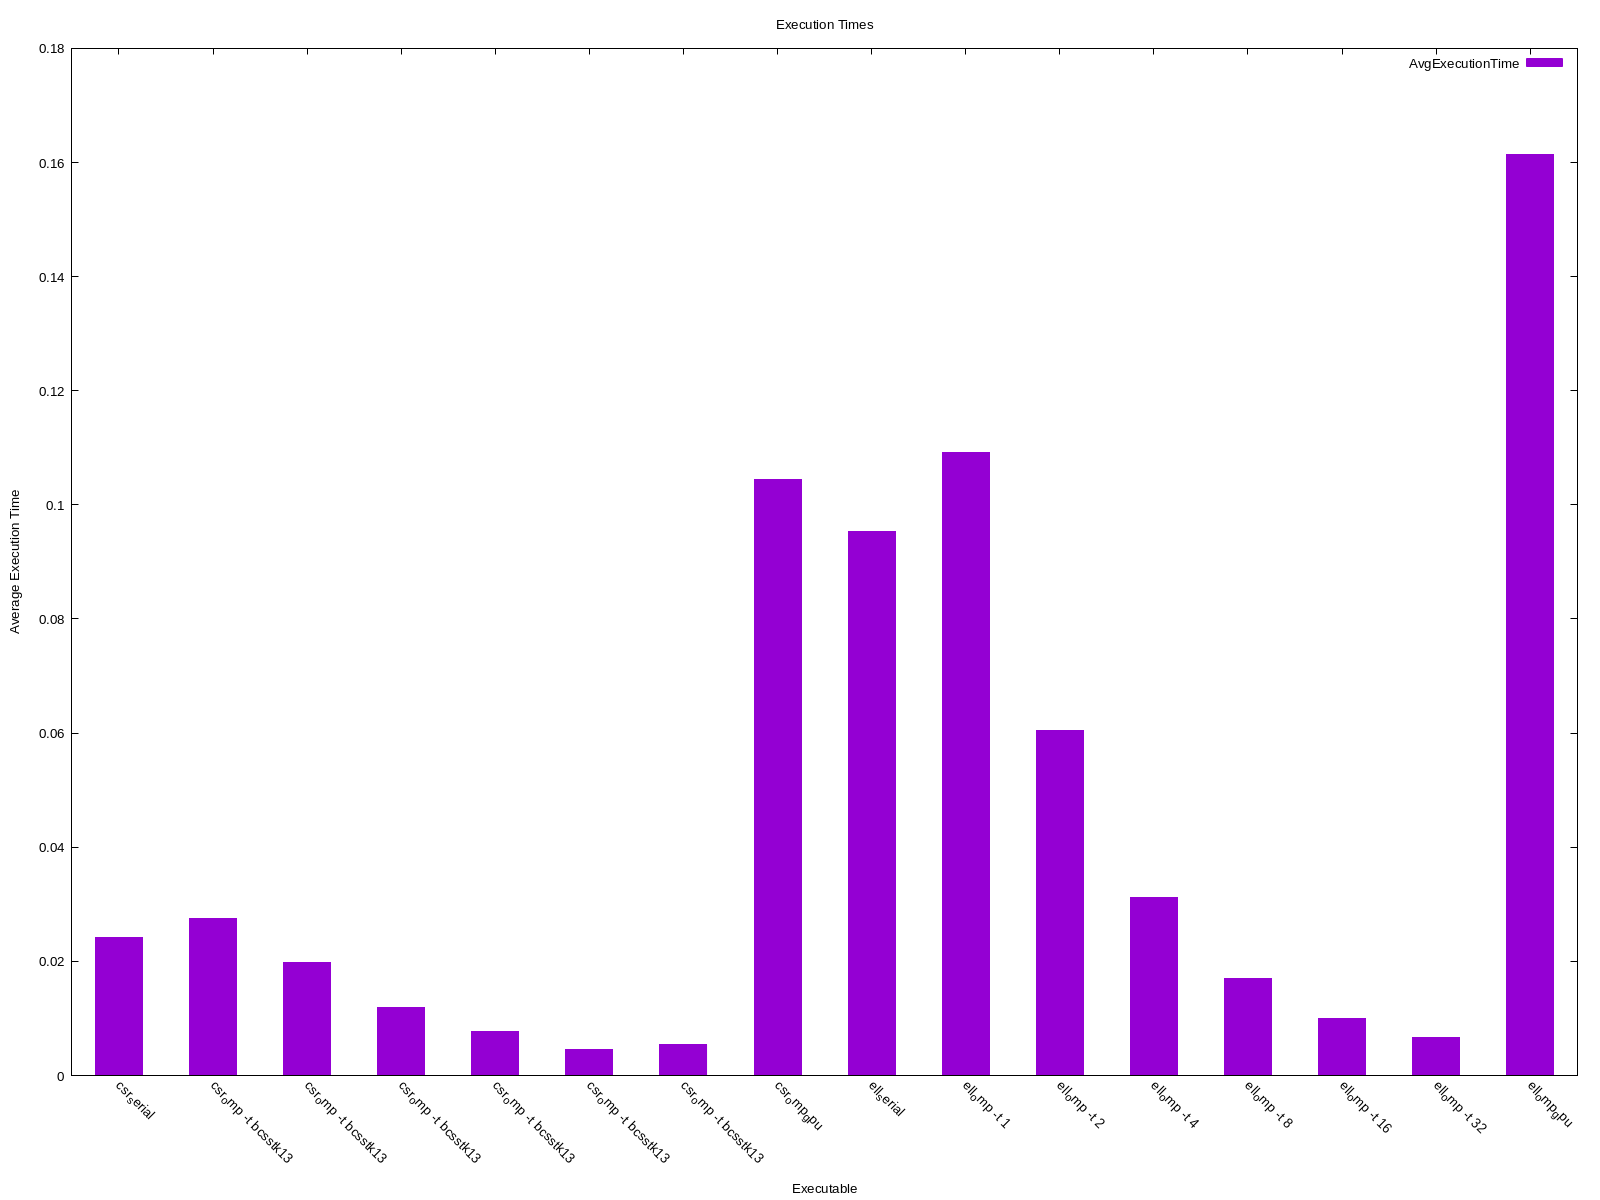 Execution Times
AvgExecutionTime
0.18
0.16
0.14
0.12
0.1
0.08
0.06
0.04
0.02
0
Average Execution Time
csrserial
csromp -t bcsstk13
csromp -t bcsstk13
csromp -t bcsstk13
csromp -t bcsstk13
csromp -t bcsstk13
csromp -t bcsstk13
csrompgpu
ellserial
ellomp -t 1
ellomp -t 2
ellomp -t 4
ellomp -t 8
ellomp -t 16
ellomp -t 32
ellompgpu
Executable